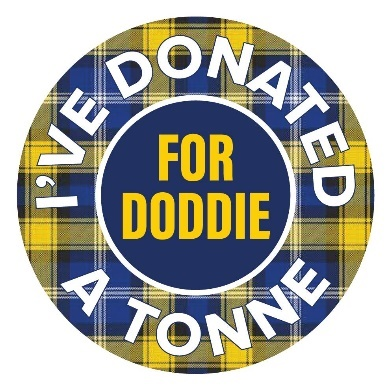 I'VE DONATED
FOR
DODDIE
A TONNE